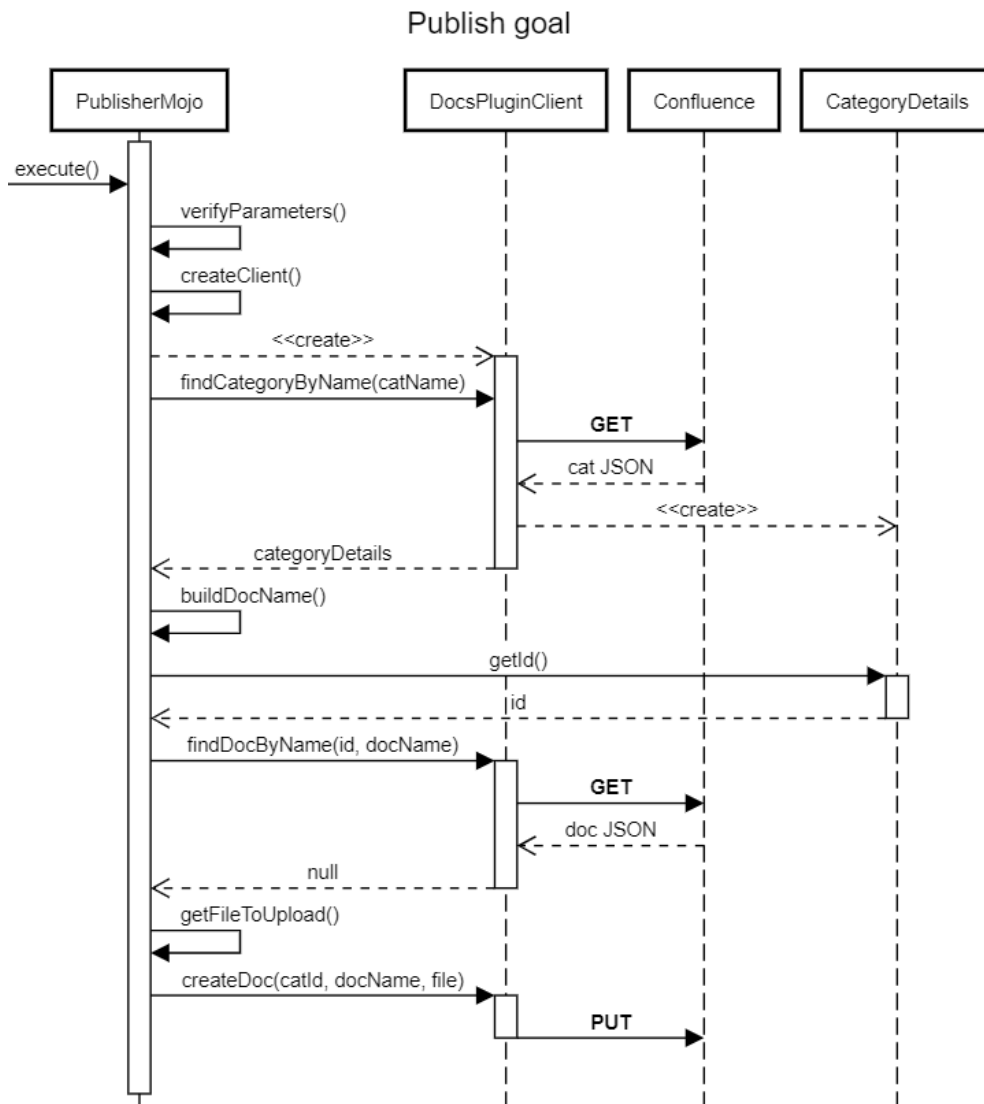 Publish goal
PublisherMojo
DocsPluginClient
Confluence
CategoryDetails
execute()
verifyParameters()
createClient()
<<create>>
findCategoryByName(catName)
GET
cat JSON
<<create>>
categoryDetails
buildDocName()
getId()
id
findDocByName(id, docName)
GET
doc JSON
null
getFileToUpload()
createDoc(catId, docName, file)
PUT